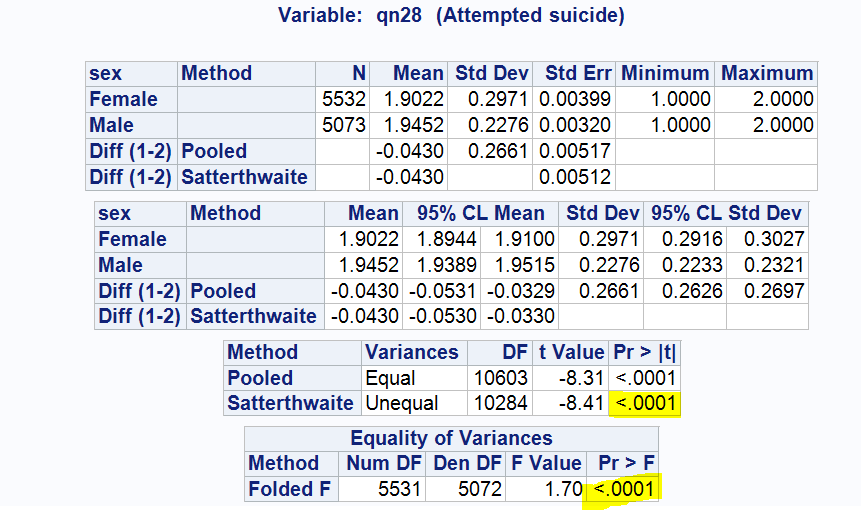 Variable: qn28 (Attempted suicide)
sex Method N Mean Std Dev Std Err Minimum Maximum
Female 5532 1.9022 0.2971 0.00399 1.0000 2.0000
Male 5073 1.9452 0.2276 0.00320 1.0000 2.0000
Diff (1-2) Pooled -0.0430 0.2661 0.00517
Diff (1-2) Satterthwaite -0.0430 0.00512
sex Method Mean 95% CL Mean Std Dev 95% CL Std Dev
Female 1.9022 1.8944 1.9100 0.2971 0.2916 0.3027
Male 1.9452 1.9389 1.9515 0.2276 0.2233 0.2321
Diff (1-2) Pooled -0.0430 -0.0531 -0.0329 0.2661 0.2626 0.2697
Diff (1-2) Satterthwaite -0.0430 -0.0530 -0.0330
Method Variances DF t Value Pr > |t|
Pooled Equal 10603 -8.31 <.0001
Satterthwaite Unequal 10284 -8.41 <.0001
Equality of Variances
Method Num DF Den DF F Value Pr > F
Folded F 5531 5072 1.70 <.0001